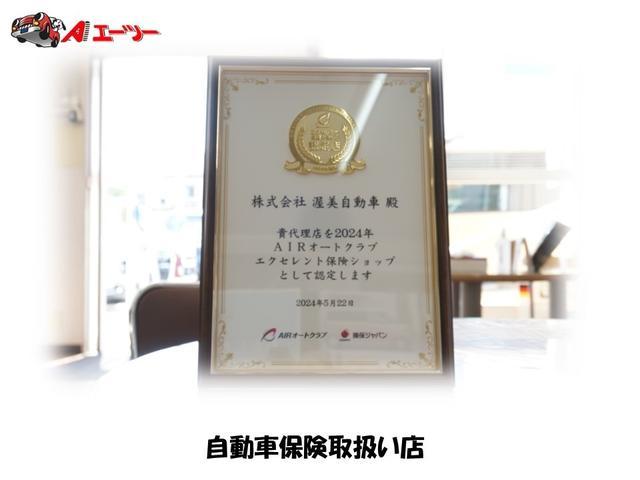 Aエーツー
株式会社 渥美自動車 殿
貴代理店を2024年
AIRオートクラブ
エクセレント保険ショップ
として認定します
2024年5月22日
AIRオートクラブ 損保ジャパン
自動車保険取扱い店